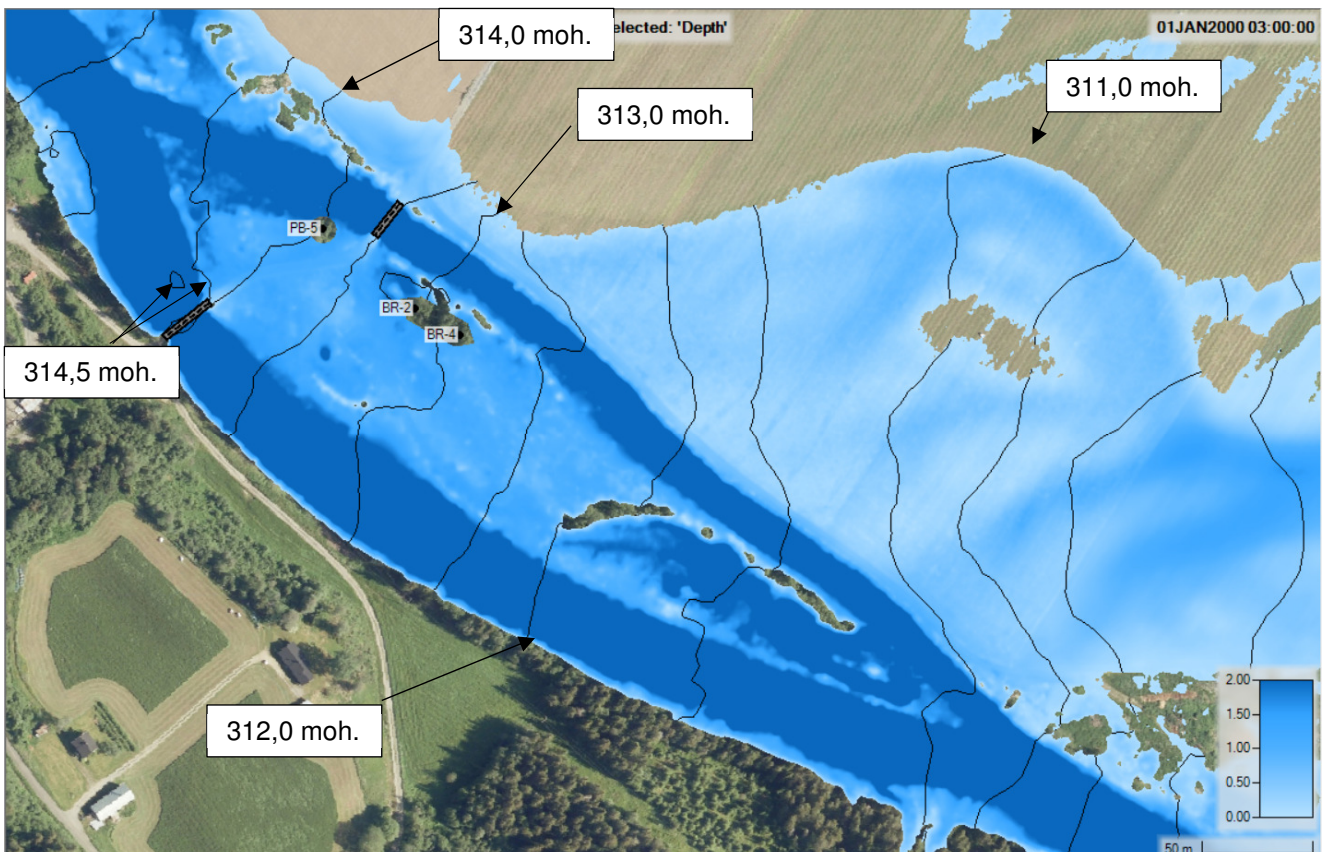 elected: 'Depth'
01JAN2000 03:00:00
314,0 moh.
311,0 moh.
313,0 moh.
PB-5
BR-2
BR-4
314,5 moh.
312,0 moh.
2.00
1.50
1.00
0.50
0.00
50 m